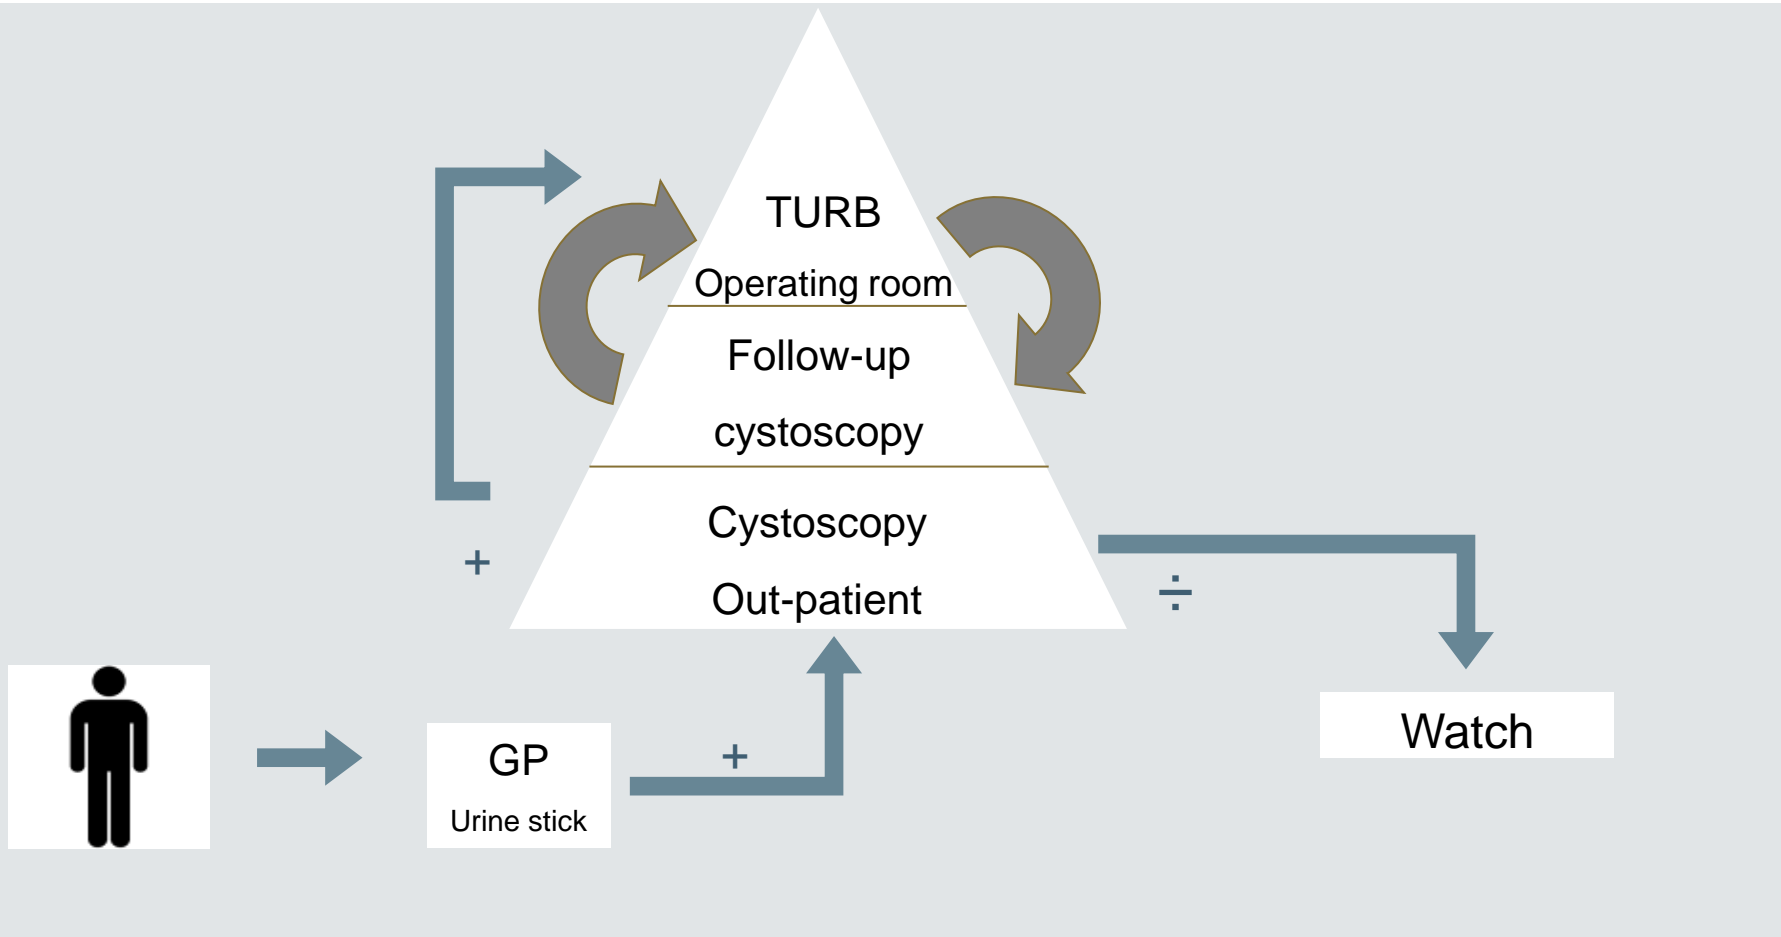 TURB
Operating room
Follow-up
cystoscopy
Cystoscopy
Out-patient
+
÷
GP
Urine stick
+
Watch